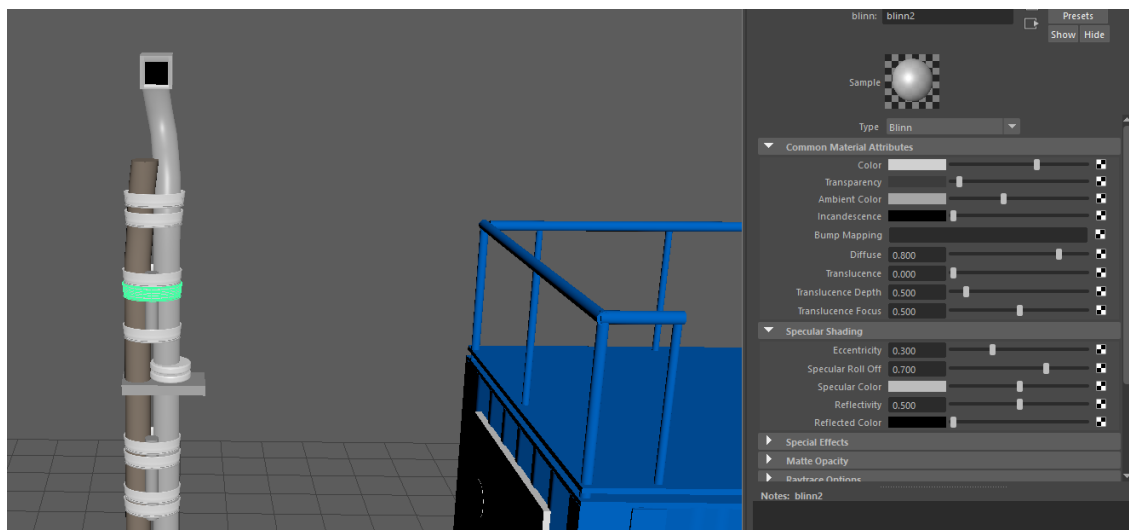 blinn: blinn2
Presets
Show Hide
Sample
Type Blinn
Common Material Attributes
Color
Transparency
Ambient Color
Incandescence
Bump Mapping
Diffuse 0.800
Translucence 0.000
Translucence Depth 0.500
Translucence Focus 0.500
Specular Shading
Eccentricity 0.300
Specular Roll Off 0.700
Specular Color
Reflectivity 0.500
Reflected Color
Special Effects
Matte Opacity
Raytrace Options
Notes: blinn2